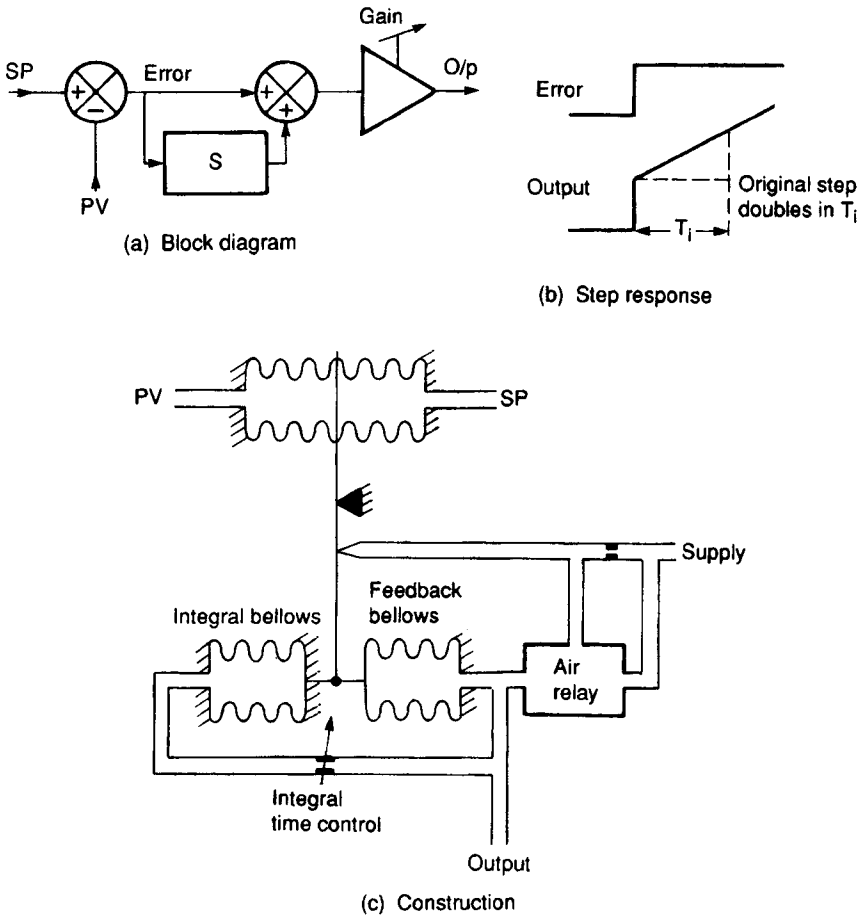 Gain
SP
Error
O/p
+
−
+
+
S
PV
(a) Block diagram
Error
Output
Original step
doubles in Ti
Ti
(b) Step response
PV
SP
Supply
Integral bellows
Feedback
bellows
Air
relay
Integral
time control
Output
(c) Construction